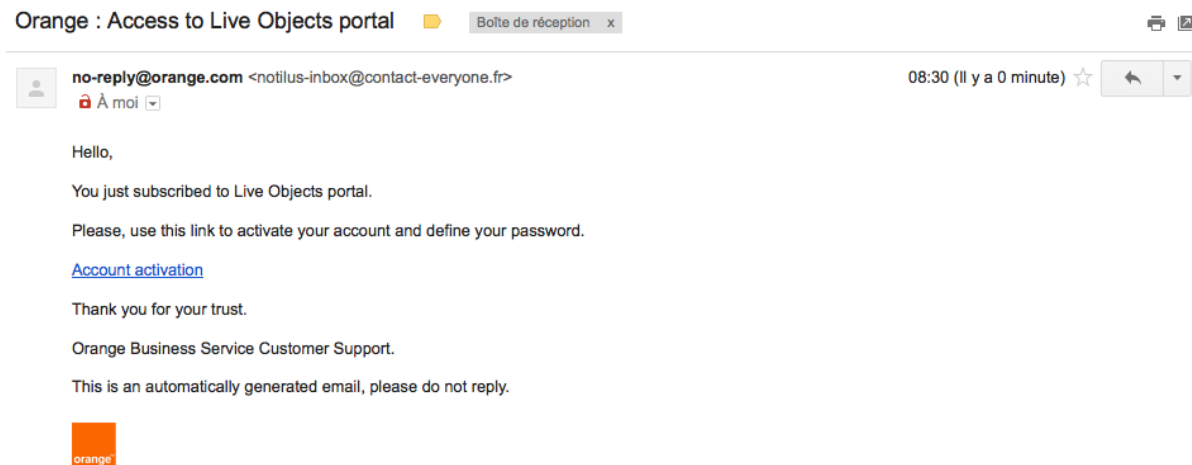 Orange : Access to Live Objects portal
Boîte de réception x
no-reply@orange.com <notilus-inbox@contact-everyone.fr>
08:30 (Il y a 0 minute)
À moi
Hello,
You just subscribed to Live Objects portal.
Please, use this link to activate your account and define your password.
Account activation
Thank you for your trust.
Orange Business Service Customer Support.
This is an automatically generated email, please do not reply.
orange™